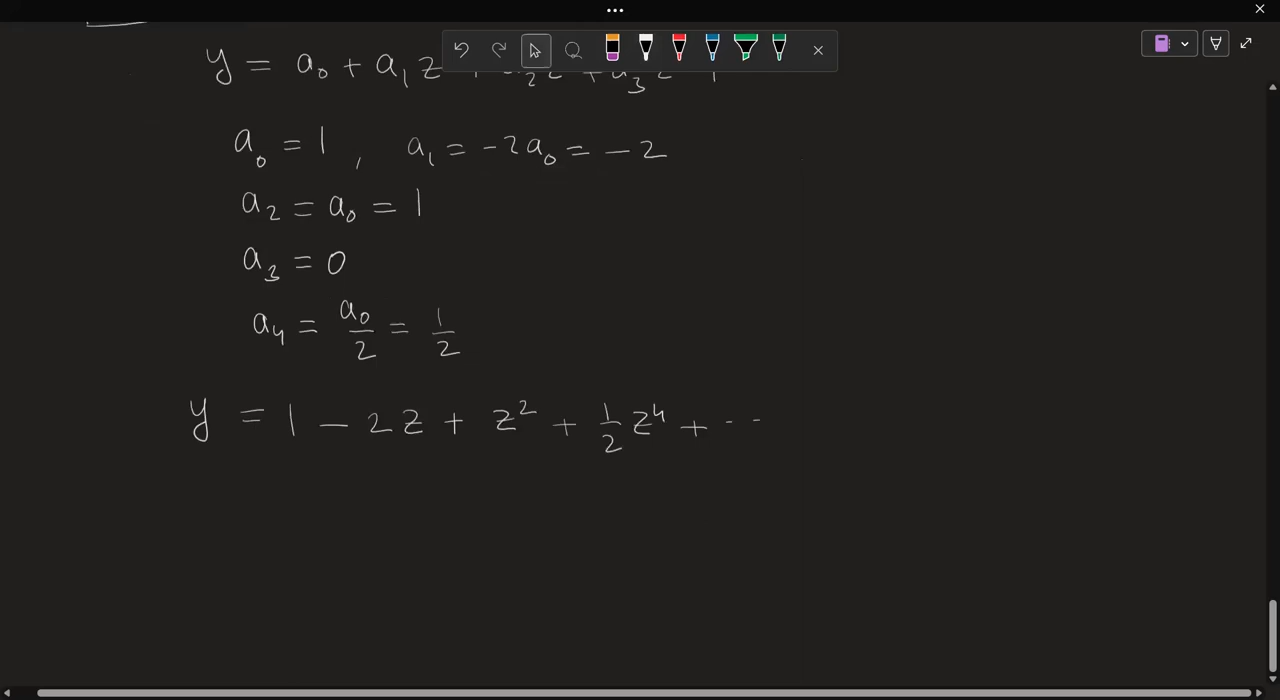 y = a₀ + a₁z
a₀ = 1 , a₁ = -2a₀ = -2
a₂ = a₀ = 1
a₃ = 0
a₄ = a₀/2 = 1/2
y = 1 - 2z + z² + 1/2 z⁴ + ...